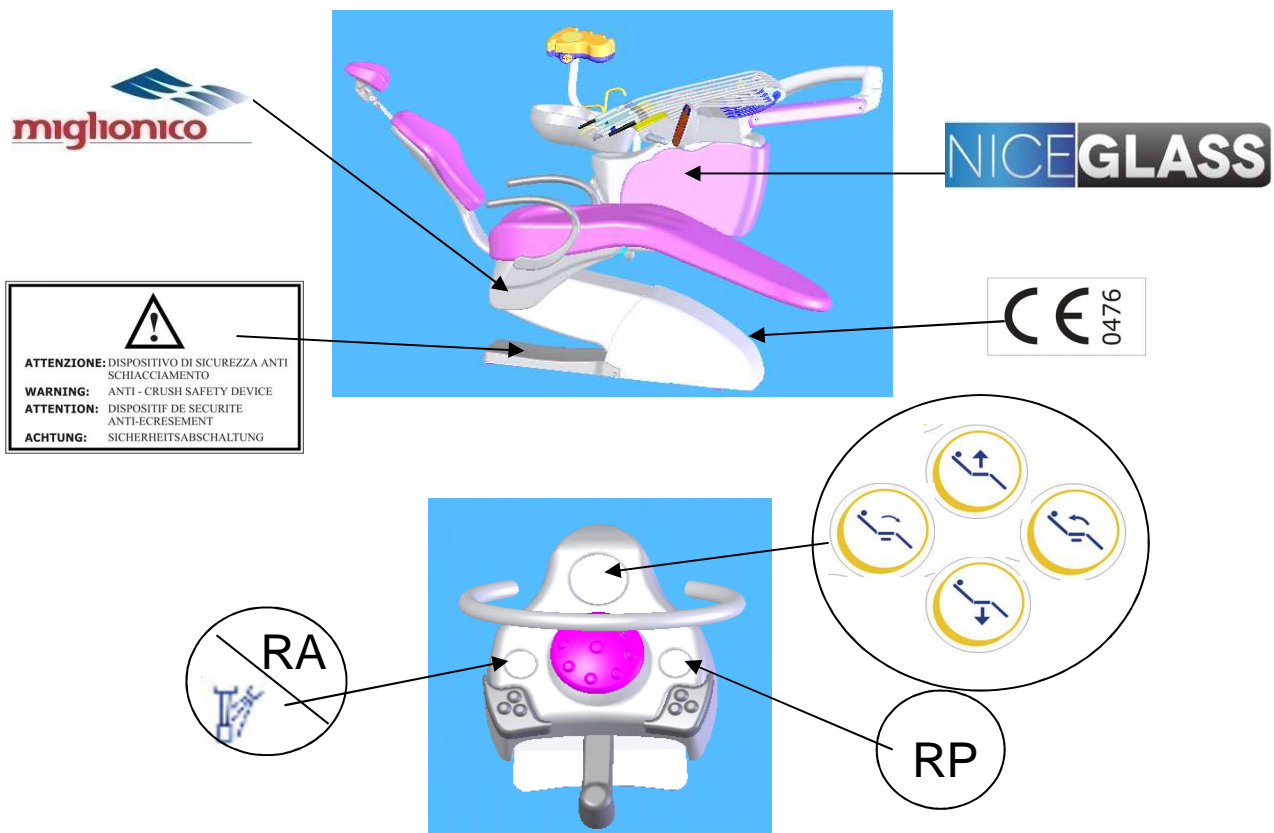 miglionico
NICEGLASS
ATTENZIONE: DISPOSITIVO DI SICUREZZA ANTI
SCHIACCIAMENTO
WARNING: ANTI - CRUSH SAFETY DEVICE
ATTENTION: DISPOSITIF DE SECURITE
ANTI-ECRESEMENT
ACHTUNG: SICHERHEITSABSCHALTUNG
CE 0476
RA
RP